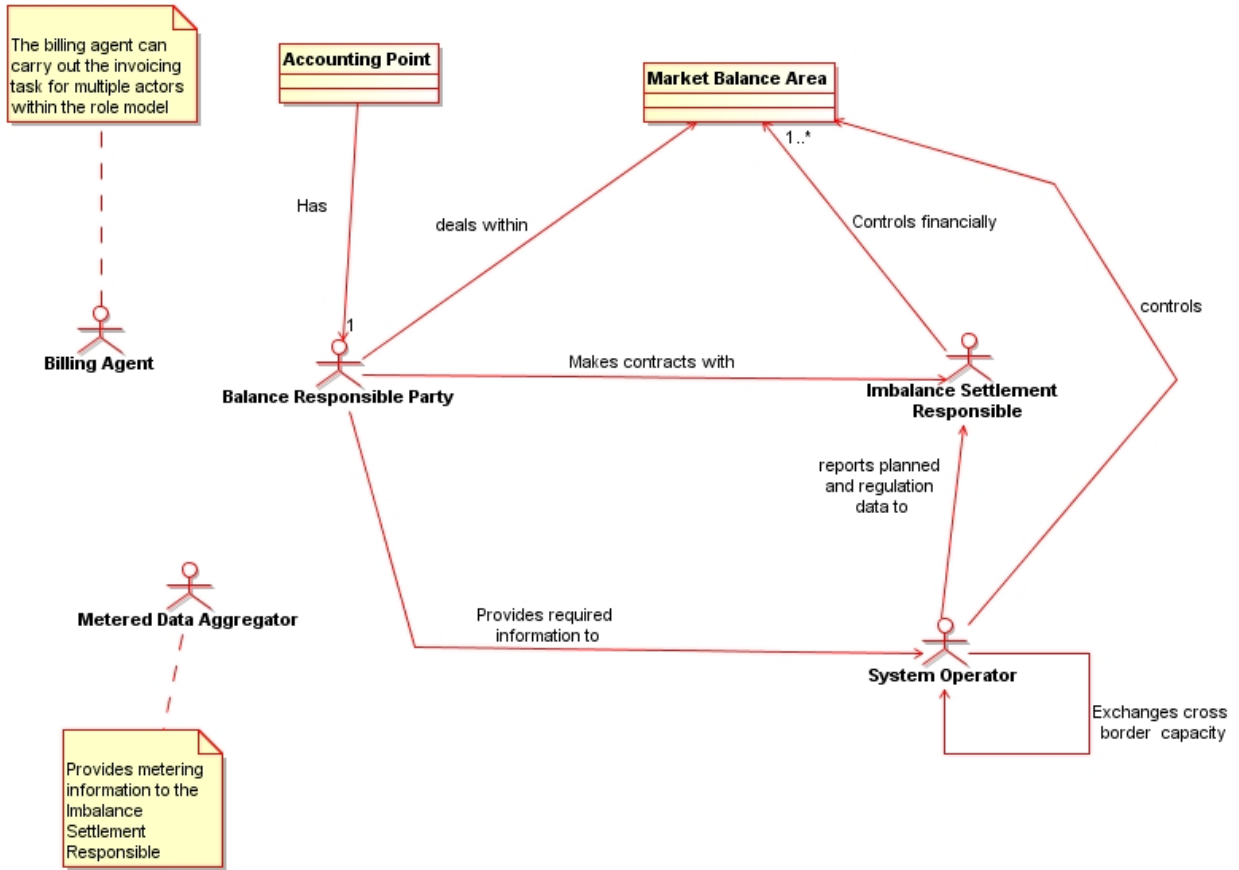 The billing agent can
carry out the invoicing
task for multiple actors
within the role model
Accounting Point
Market Balance Area
1..*
Has
deals within
Controls financially
controls
1
Billing Agent
Balance Responsible Party
Makes contracts with
Imbalance Settlement
Responsible
reports planned
and regulation
data to
Metered Data Aggregator
Provides required
information to
System Operator
Exchanges cross
border capacity
Provides metering
information to the
Imbalance
Settlement
Responsible